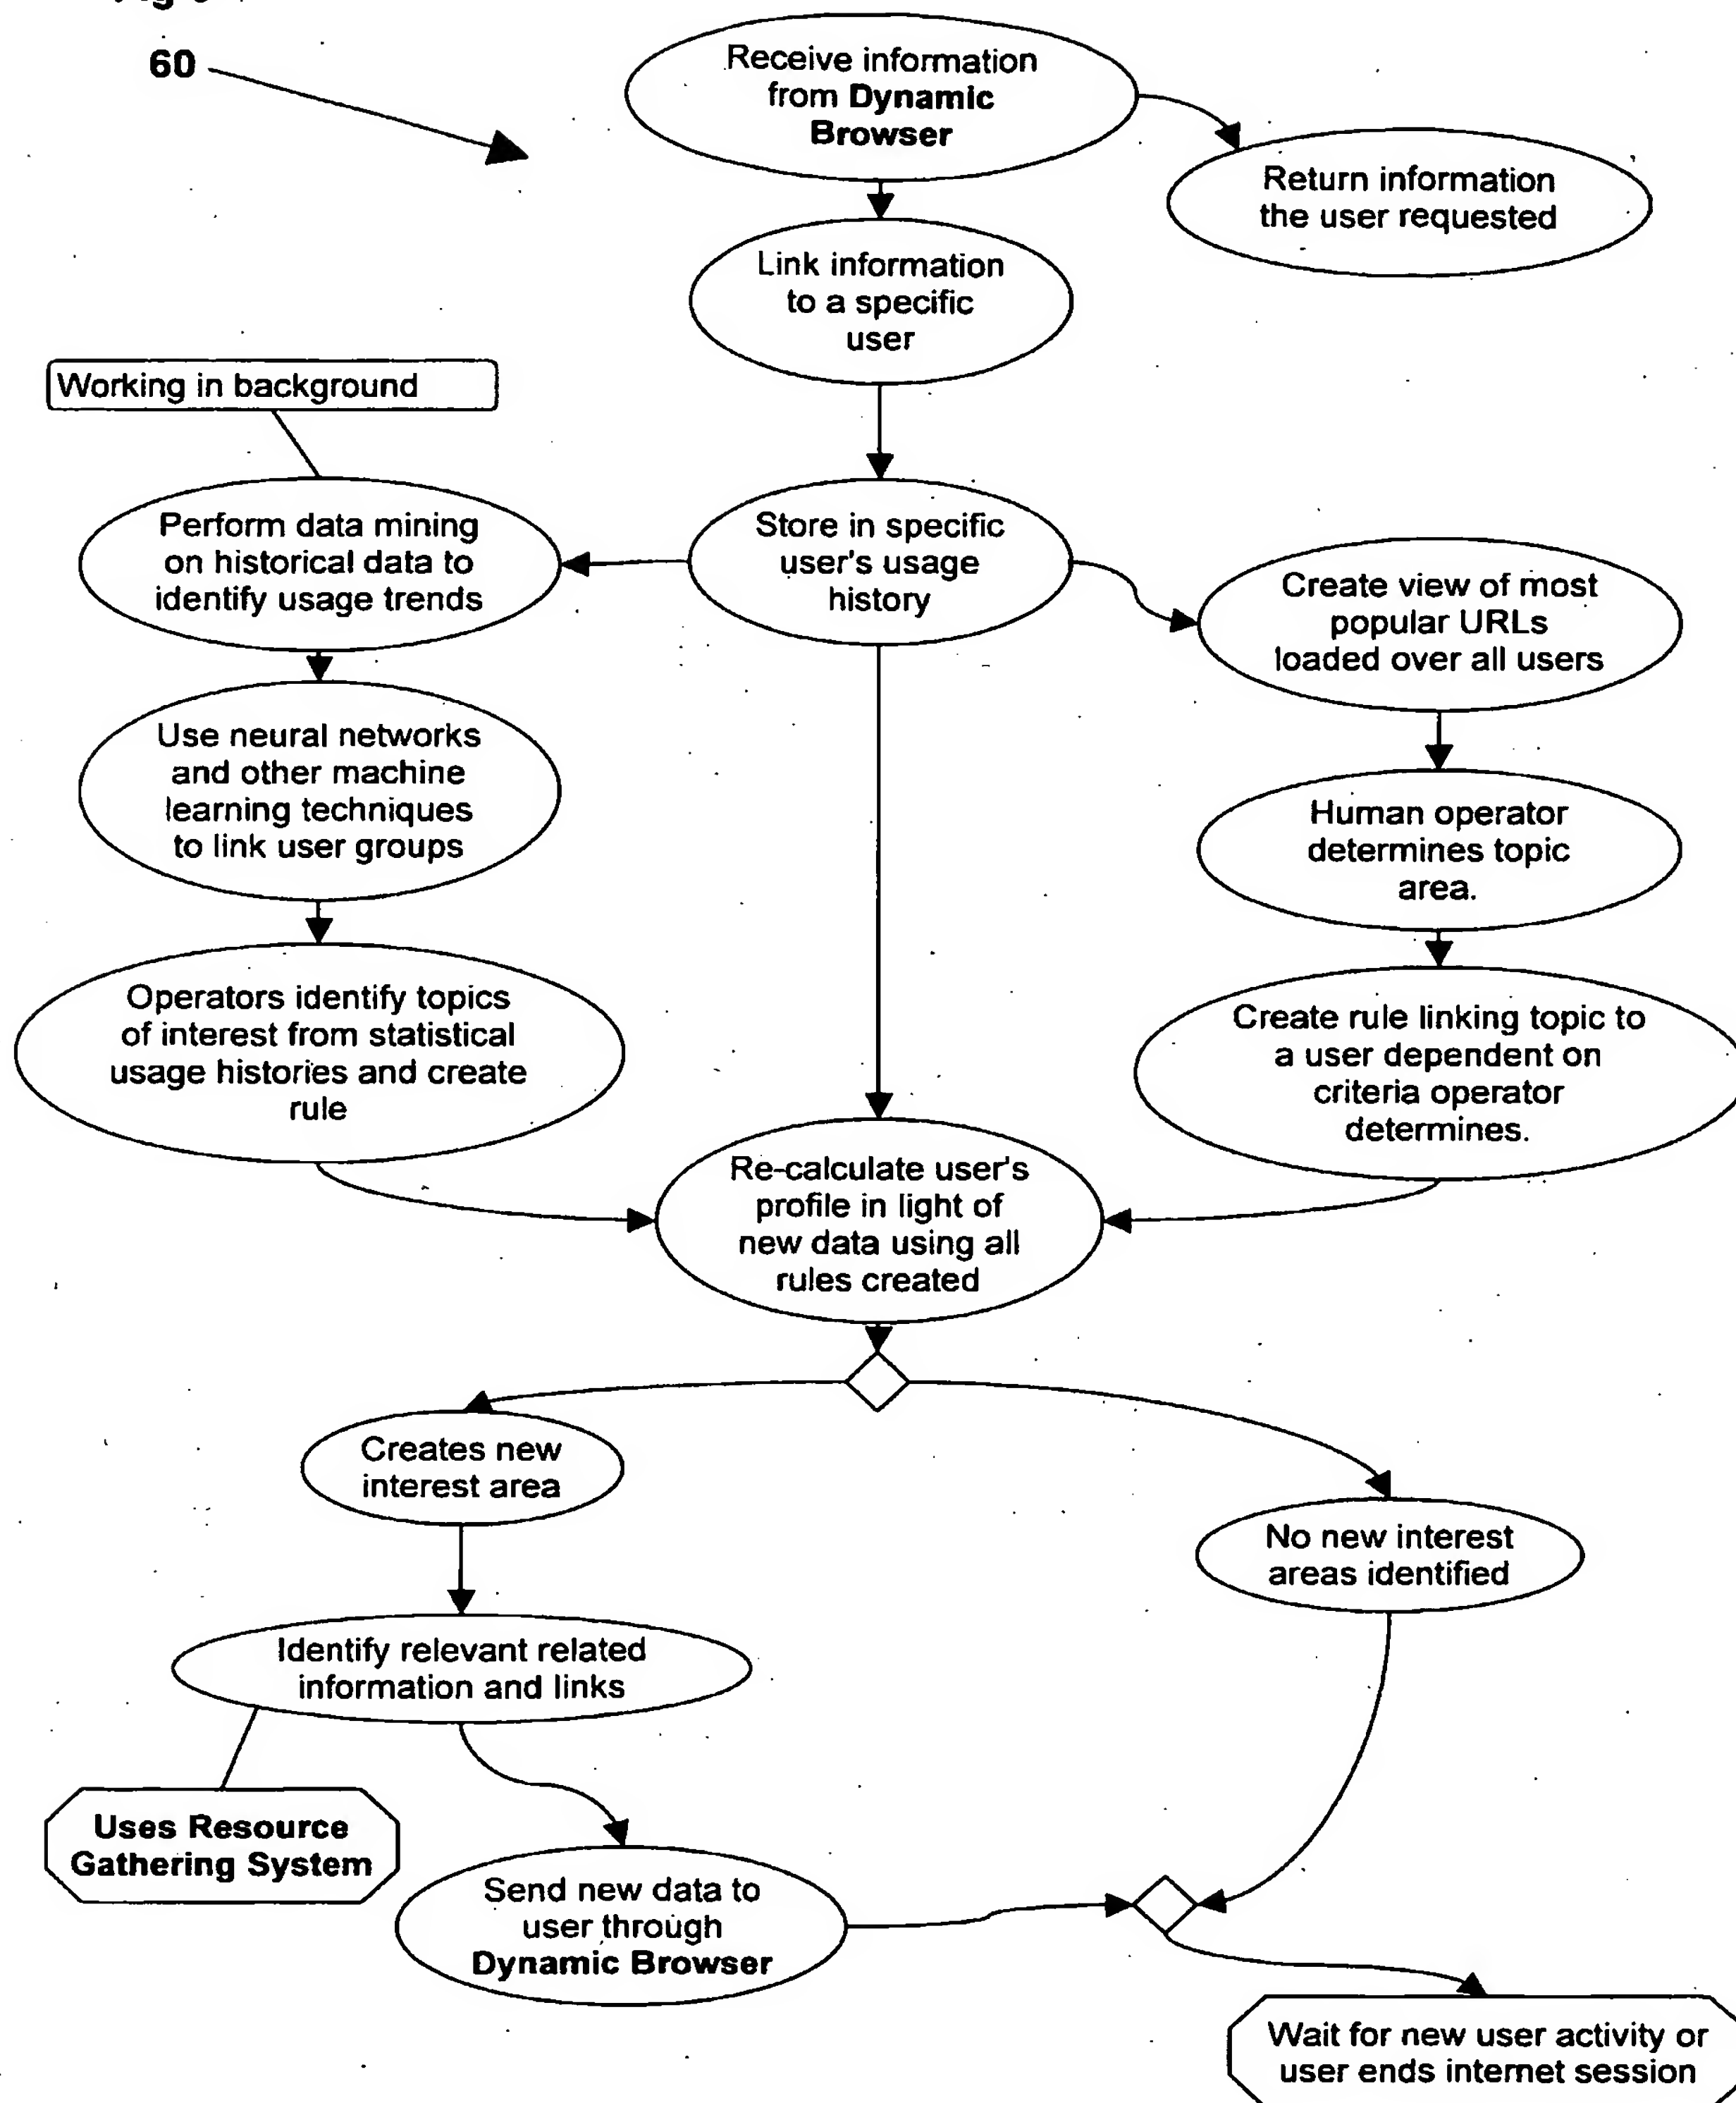 60
Receive information
from Dynamic
Browser
Return information
the user requested
Link information
to a specific
user
Working in background
Perform data mining
on historical data to
identify usage trends
Store in specific
user's usage
history
Create view of most
popular URLs
loaded over all users
Use neural networks
and other machine
learning techniques
to link user groups
Human operator
determines topic
area.
Operators identify topics
of interest from statistical
usage histories and create
rule
Create rule linking topic to
a user dependent on
criteria operator
determines.
Re-calculate user's
profile in light of
new data using all
rules created
Creates new
interest area
No new interest
areas identified
Identify relevant related
information and links
Uses Resource
Gathering System
Send new data to
user through
Dynamic Browser
Wait for new user activity or
user ends internet session